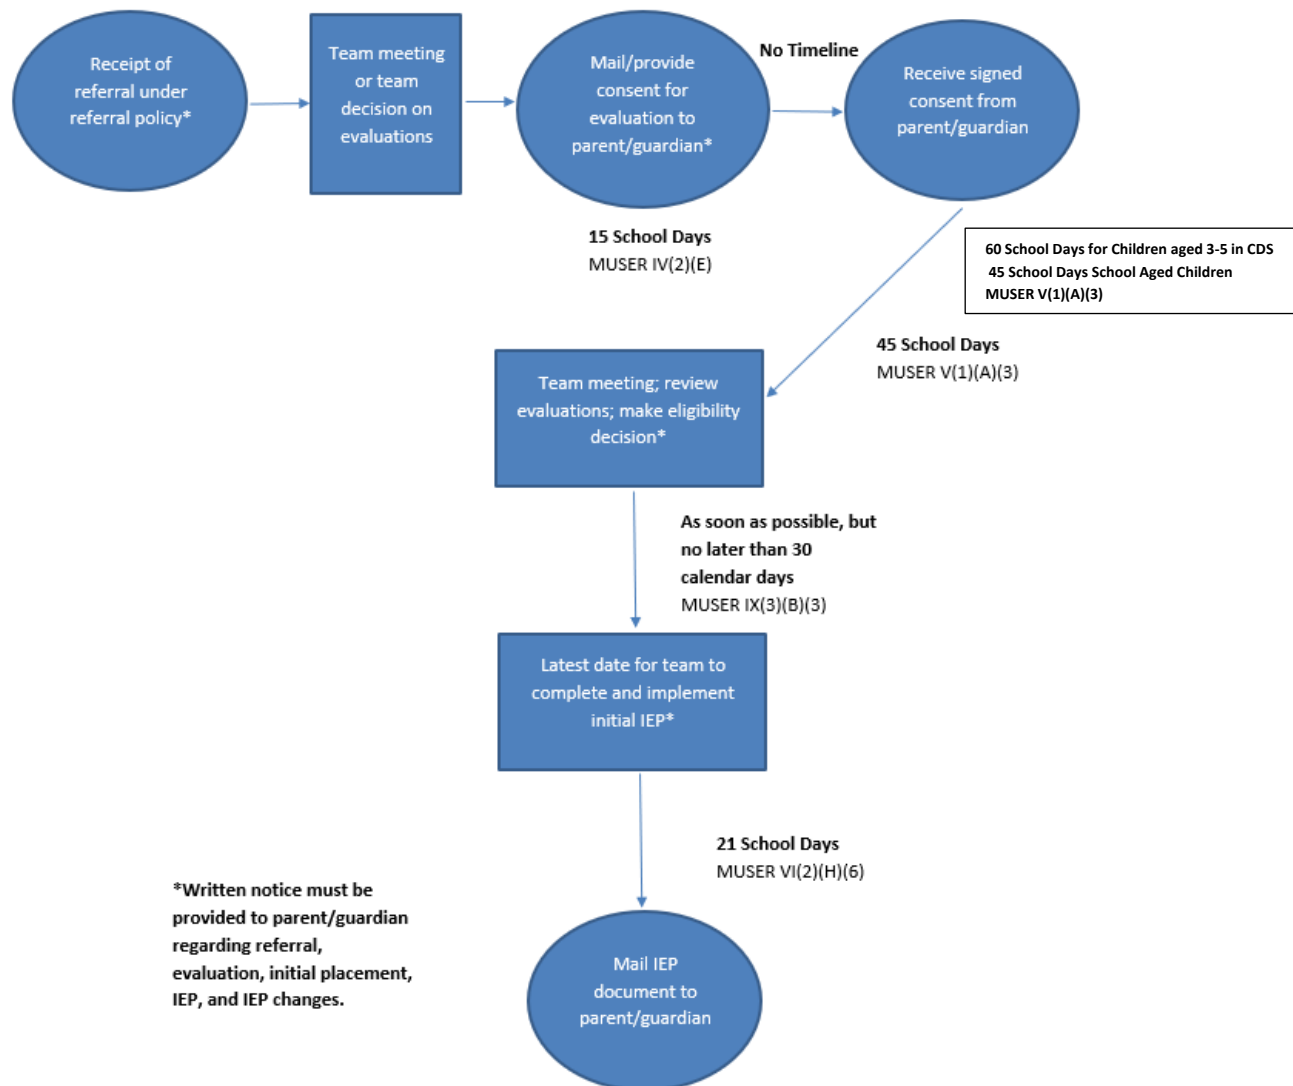 Receipt of
referral under
referral policy*
Team meeting
or team
decision on
evaluations
Mail/provide
consent for
evaluation to
parent/guardian*
No Timeline
Receive signed
consent from
parent/guardian
15 School Days
MUSER IV(2)(E)
60 School Days for Children aged 3-5 in CDS
45 School Days School Aged Children
MUSER V(1)(A)(3)
45 School Days
MUSER V(1)(A)(3)
Team meeting; review
evaluations; make eligibility
decision*
As soon as possible, but
no later than 30
calendar days
MUSER IX(3)(B)(3)
Latest date for team to
complete and implement
initial IEP*
21 School Days
MUSER VI(2)(H)(6)
*Written notice must be
provided to parent/guardian
regarding referral,
evaluation, initial placement,
IEP, and IEP changes.
Mail IEP
document to
parent/guardian